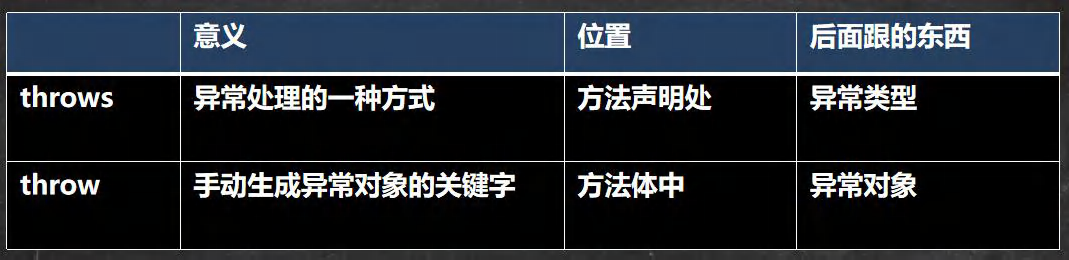 意义 位置 后面跟的东西
throws 异常处理的一种方式 方法声明处 异常类型
throw 手动生成异常对象的关键字 方法体中 异常对象